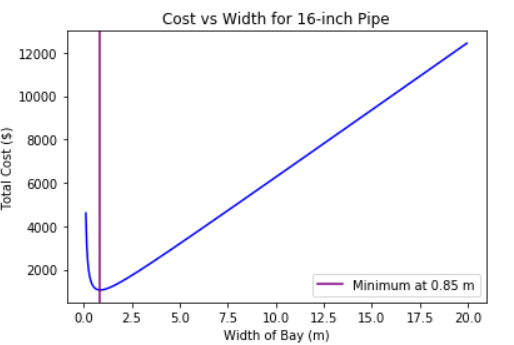 Cost vs Width for 16-inch Pipe
Total Cost ($)
12000
10000
8000
6000
4000
2000
Minimum at 0.85 m
0.0 2.5 5.0 7.5 10.0 12.5 15.0 17.5 20.0
Width of Bay (m)